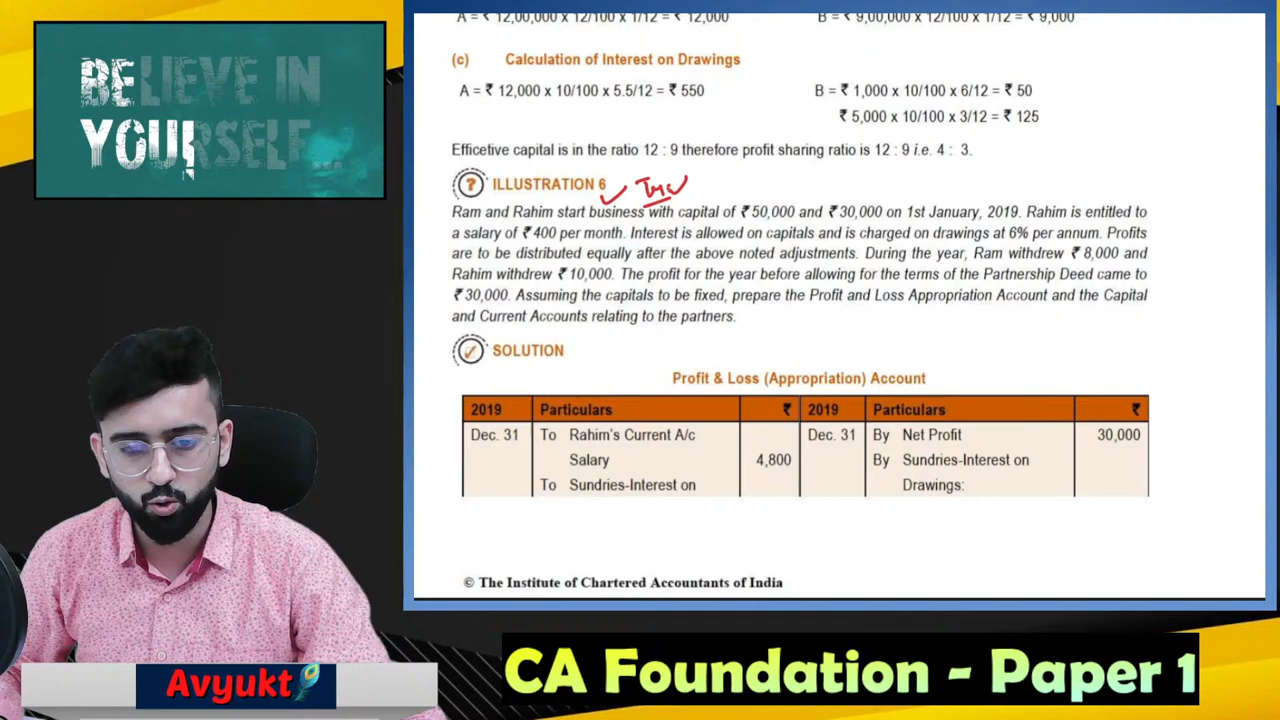 BELIEVE IN
YOURSELF...
A = ₹ 12,00,000 x 12/100 x 1/12 = ₹ 12,000
B = ₹ 9,00,000 x 12/100 x 1/12 = ₹ 9,000
(c) Calculation of Interest on Drawings
A = ₹ 12,000 x 10/100 x 5.5/12 = ₹ 550
B = ₹ 1,000 x 10/100 x 6/12 = ₹ 50
₹ 5,000 x 10/100 x 3/12 = ₹ 125
Efficetive capital is in the ratio 12 : 9 therefore profit sharing ratio is 12 : 9 i.e. 4 : 3.
? ILLUSTRATION 6
Ram and Rahim start business with capital of ₹ 50,000 and ₹ 30,000 on 1st January, 2019. Rahim is entitled to
a salary of ₹ 400 per month. Interest is allowed on capitals and is charged on drawings at 6% per annum. Profits
are to be distributed equally after the above noted adjustments. During the year, Ram withdrew ₹ 8,000 and
Rahim withdrew ₹ 10,000. The profit for the year before allowing for the terms of the Partnership Deed came to
₹ 30,000. Assuming the capitals to be fixed, prepare the Profit and Loss Appropriation Account and the Capital
and Current Accounts relating to the partners.
SOLUTION
Profit & Loss (Appropriation) Account
2019 Particulars ₹ 2019 Particulars ₹
Dec. 31 To Rahim's Current A/c Dec. 31 By Net Profit 30,000
Salary 4,800 By Sundries-Interest on
To Sundries-Interest on Drawings:
© The Institute of Chartered Accountants of India
Avyukt
CA Foundation - Paper 1